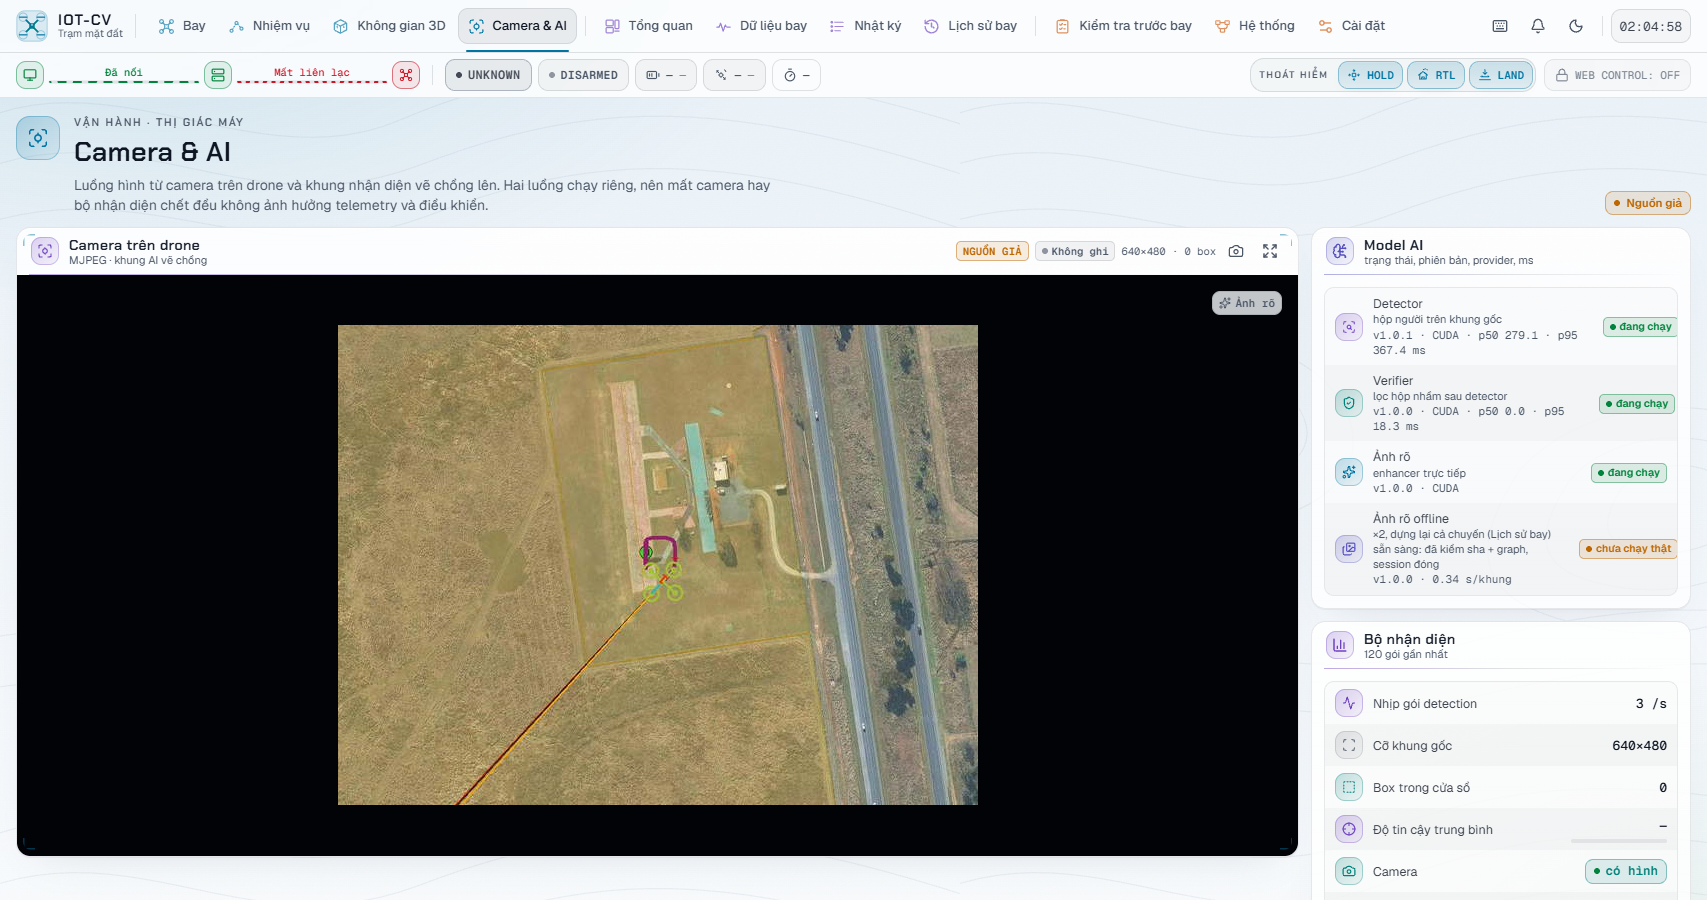 IOT-CV
Trạm mặt đất
Bay
Nhiệm vụ
Không gian 3D
Camera & AI
Tổng quan
Dữ liệu bay
Nhật ký
Lịch sử bay
Kiểm tra trước bay
Hệ thống
Cài đặt
02:04:58
Đã nối
Mất liên lạc
UNKNOWN
DISARMED
– –
– –
–
THOÁT HIỂM
HOLD
RTL
LAND
WEB CONTROL: OFF
VẬN HÀNH · THỊ GIÁC MÁY
Camera & AI
Luồng hình từ camera trên drone và khung nhận diện vẽ chồng lên. Hai luồng chạy riêng, nên mất camera hay
bộ nhận diện chết đều không ảnh hưởng telemetry và điều khiển.
Nguồn giả
Camera trên drone
MJPEG · khung AI vẽ chồng
NGUỒN GIẢ
Không ghi
640×480 · 0 box
Ảnh rõ
Model AI
trạng thái, phiên bản, provider, ms
Detector
hộp người trên khung gốc
v1.0.1 · CUDA · p50 279.1 · p95
367.4 ms
đang chạy
Verifier
lọc hộp nhầm sau detector
v1.0.0 · CUDA · p50 0.0 · p95
18.3 ms
đang chạy
Ảnh rõ
enhancer trực tiếp
v1.0.0 · CUDA
đang chạy
Ảnh rõ offline
×2, dựng lại cả chuyến (Lịch sử bay)
sẵn sàng: đã kiểm sha + graph,
session đóng
v1.0.0 · 0.34 s/khung
chưa chạy thật
Bộ nhận diện
120 gói gần nhất
Nhịp gói detection
3 /s
Cỡ khung gốc
640×480
Box trong cửa sổ
0
Độ tin cậy trung bình
–
Camera
có hình